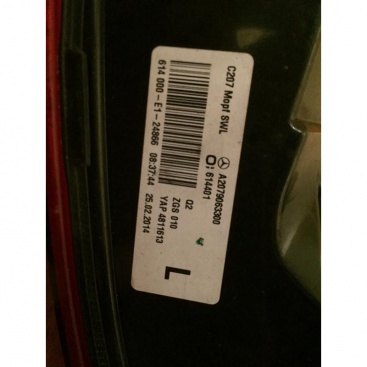 C207 Mopf SWL
A2079063300
614401
614 000-E1-24866 08:37:44
Q2
ZGS 010
YAP 4811613
25.02.2014
L